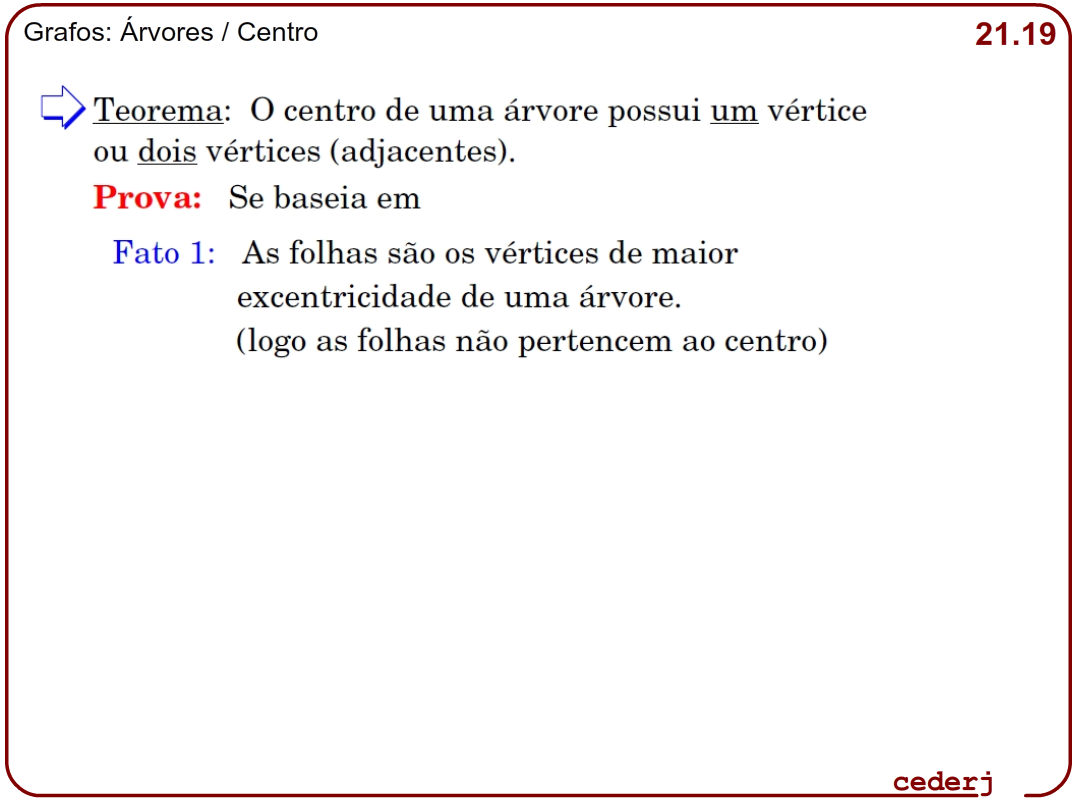 Grafos: Árvores / Centro
21.19
Teorema: O centro de uma árvore possui um vértice
ou dois vértices (adjacentes).
Prova: Se baseia em
Fato 1: As folhas são os vértices de maior
excentricidade de uma árvore.
(logo as folhas não pertencem ao centro)
cederj